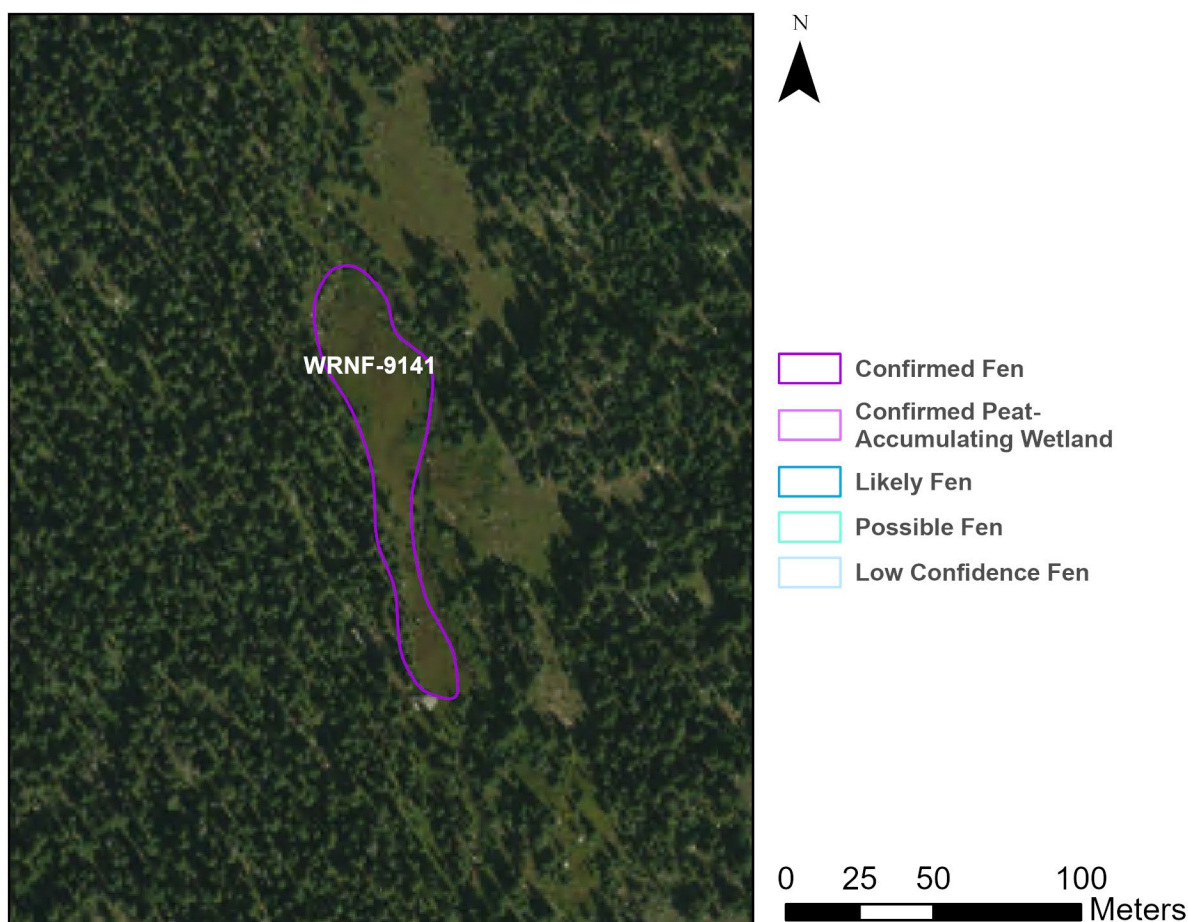 N
WRNF-9141
Confirmed Fen
Confirmed Peat-
Accumulating Wetland
Likely Fen
Possible Fen
Low Confidence Fen
0 25 50 100
Meters